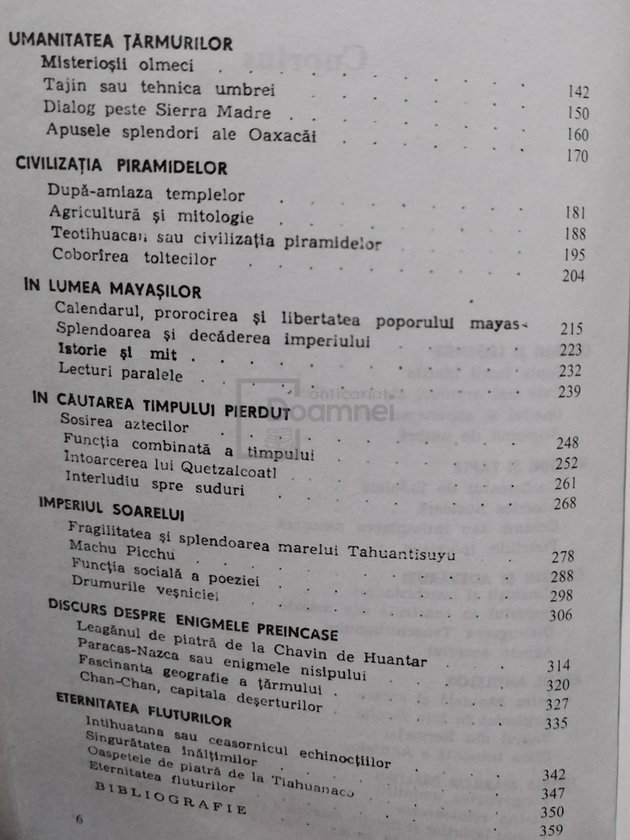 UMANITATEA ȚĂRMURILOR
Misterioșii olmeci . . . . . . . 142
Tajin sau tehnica umbrei . . . . . 150
Dialog peste Sierra Madre . . . . . 160
Apusele splendori ale Oaxacăi . . . . 170
CIVILIZAȚIA PIRAMIDELOR
După-amiaza templelor . . . . . . 181
Agricultură și mitologie . . . . . . 188
Teotihuacan sau civilizația piramidelor . . . 195
Coborîrea toltecilor . . . . . . . 204
IN LUMEA MAYAȘILOR
Calendarul, prorocirea și libertatea poporului mayas- 215
Splendoarea și decăderea imperiului . . . . 223
Istorie și mit . . . . . . . . 232
Lecturi paralele . . . . . . . . 239
IN CAUTAREA TIMPULUI PIERDUT
Sosirea aztecilor . . . . . . . 248
Funcția combinată a timpului . . . . . 252
Intoarcerea lui Quetzalcoatl . . . . . 261
Interludiu spre suduri . . . . . . 268
IMPERIUL SOARELUI
Fragilitatea și splendoarea marelui Tahuantisuyu . 278
Machu Picchu . . . . . . . . 288
Funcția socială a poeziei . . . . . 298
Drumurile veșniciei . . . . . . . 306
DISCURS DESPRE ENIGMELE PREINCASE
Leagănul de piatră de la Chavin de Huantar . . 314
Paracas-Nazca sau enigmele nisipului . . . . 320
Fascinanta geografie a țărmului . . . . . 327
Chan-Chan, capitala deșerturilor . . . . . 335
ETERNITATEA FLUTURILOR
Intihuatana sau ceasornicul echinocțiilor . . . 342
Singurătatea înălțimilor . . . . . . 347
Oaspetele de piatră de la Tiahuanaco . . . . 350
Eternitatea fluturilor . . . . . . . 359
BIBLIOGRAFIE
6
anticariat
Doamnei